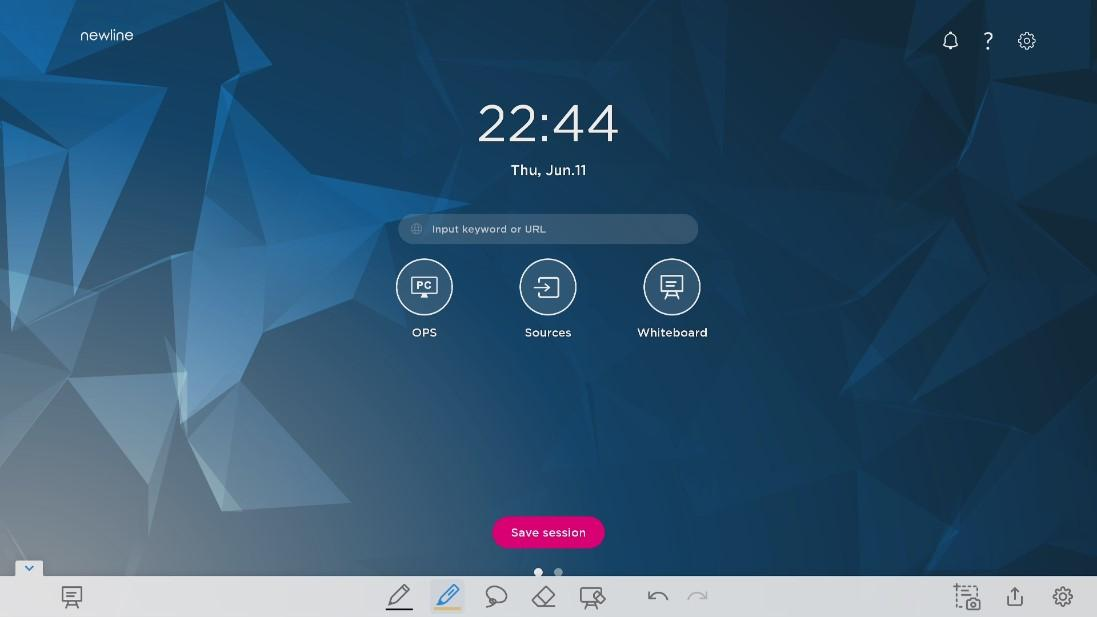 newline
22:44
Thu, Jun.11
Input keyword or URL
PC
OPS
Sources
Whiteboard
Save session